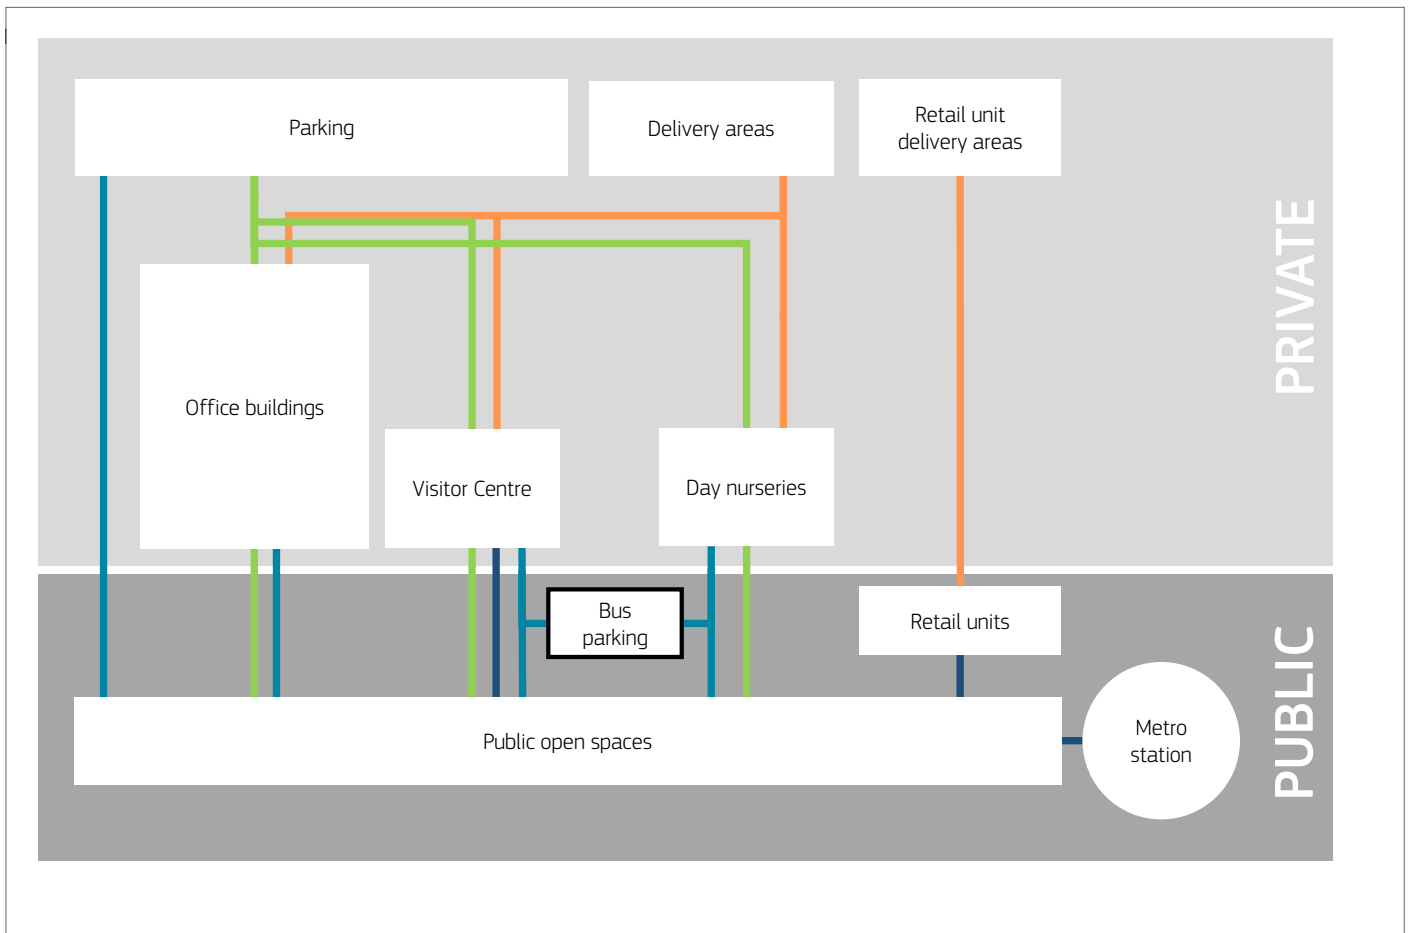 Parking
Delivery areas
Retail unit
delivery areas
PRIVATE
Office buildings
Visitor Centre
Day nurseries
Bus
parking
Retail units
PUBLIC
Public open spaces
Metro
station